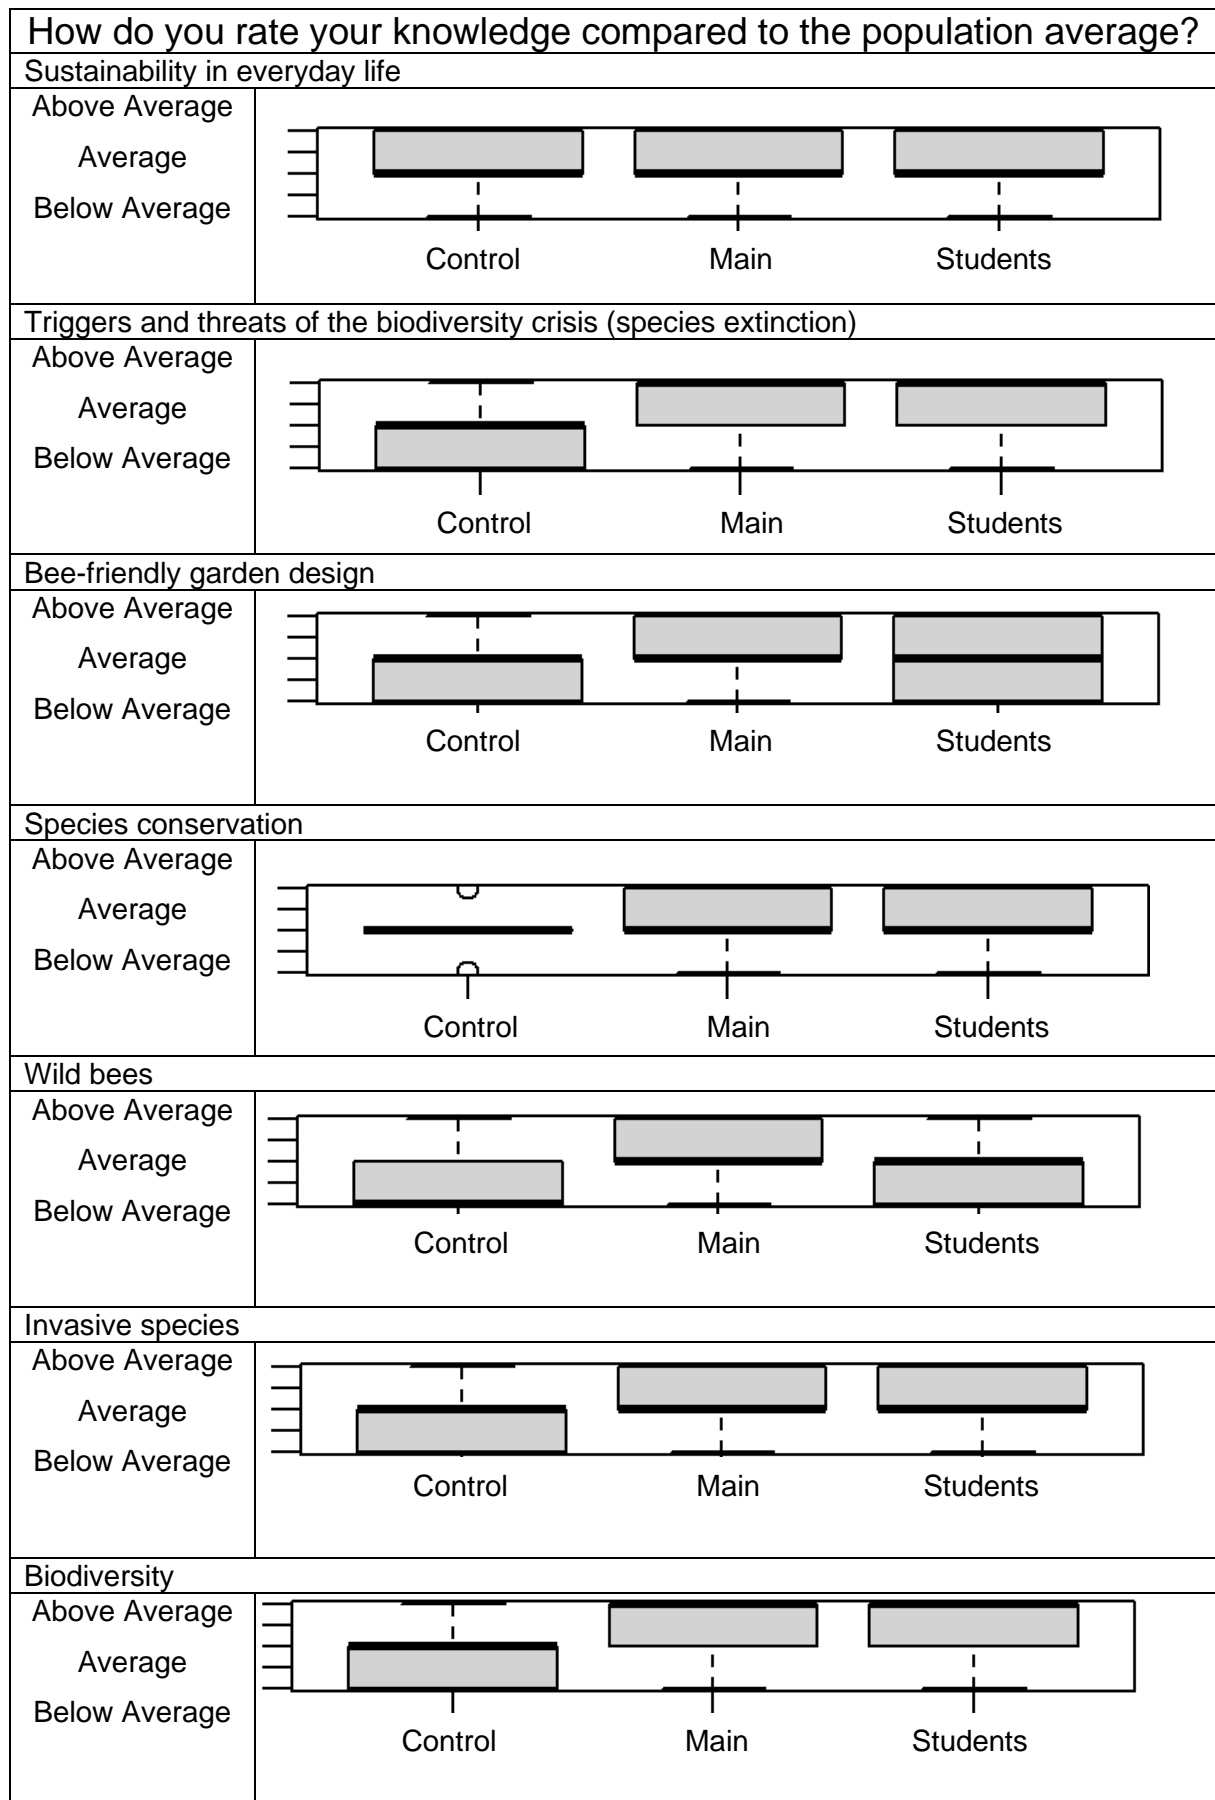 How do you rate your knowledge compared to the population average?
Sustainability in everyday life
Above Average
Average
Below Average
Control Main Students
Triggers and threats of the biodiversity crisis (species extinction)
Above Average
Average
Below Average
Control Main Students
Bee-friendly garden design
Above Average
Average
Below Average
Control Main Students
Species conservation
Above Average
Average
Below Average
Control Main Students
Wild bees
Above Average
Average
Below Average
Control Main Students
Invasive species
Above Average
Average
Below Average
Control Main Students
Biodiversity
Above Average
Average
Below Average
Control Main Students